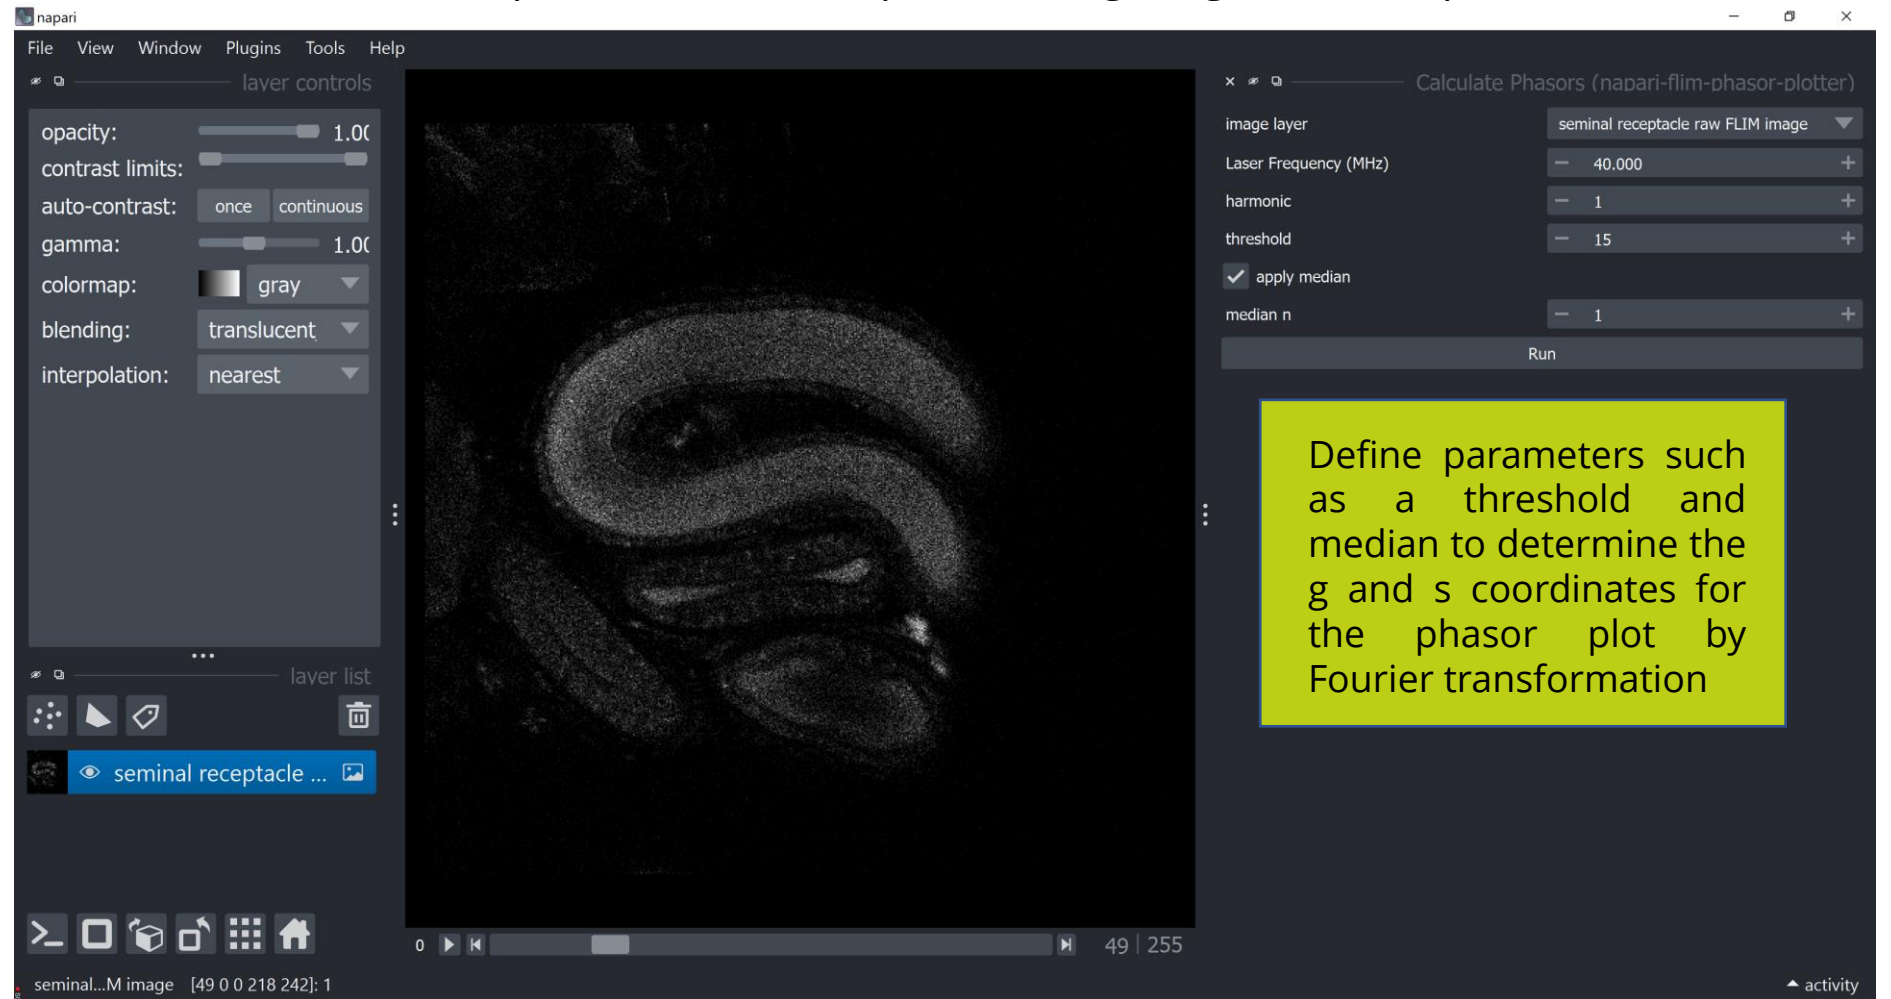 napari
File View Window Plugins Tools Help
layer controls
opacity: 1.00
contrast limits:
auto-contrast: once continuous
gamma: 1.00
colormap: gray
blending: translucent
interpolation: nearest
layer list
seminal receptacle ...
0 49 | 255
seminal...M image [49 0 0 218 242]: 1
Calculate Phasors (napari-flim-phasor-plotter)
image layer seminal receptacle raw FLIM image
Laser Frequency (MHz) 40.000
harmonic 1
threshold 15
apply median
median n 1
Run
Define parameters such
as a threshold and
median to determine the
g and s coordinates for
the phasor plot by
Fourier transformation
activity